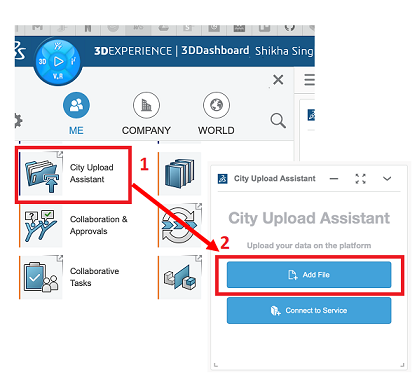 3DEXPERIENCE | 3DDashboard Shikha Sing
3D
V,R
ME
COMPANY
WORLD
City Upload
Assistant
1
Collaboration &
Approvals
Collaborative
Tasks
City Upload Assistant
City Upload Assistant
Upload your data on the platform
2
Add File
Connect to Service